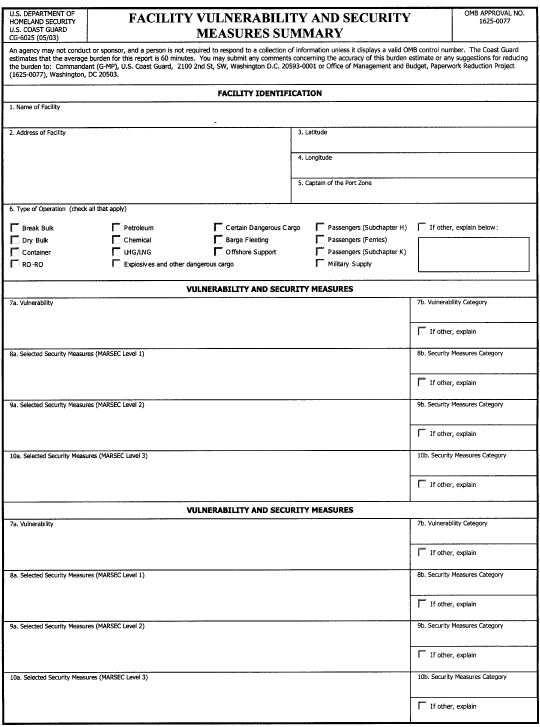 U.S. DEPARTMENT OF
HOMELAND SECURITY
U.S. COAST GUARD
CG-6025 (05/03)
FACILITY VULNERABILITY AND SECURITY
MEASURES SUMMARY
OMB APPROVAL NO.
1625-0077
An agency may not conduct or sponsor, and a person is not required to respond to a collection of information unless it displays a valid OMB control number. The Coast Guard
estimates that the average burden for this report is 60 minutes. You may submit any comments concerning the accuracy of this burden estimate or any suggestions for reducing
the burden to: Commandant (G-MP), U.S. Coast Guard, 2100 2nd St, SW, Washington D.C. 20593-0001 or Office of Management and Budget, Paperwork Reduction Project
(1625-0077), Washington, DC 20503.
FACILITY IDENTIFICATION
1. Name of Facility
2. Address of Facility
3. Latitude
4. Longitude
5. Captain of the Port Zone
6. Type of Operation (check all that apply)
Break Bulk
Petroleum
Certain Dangerous Cargo
Passengers (Subchapter H)
If other, explain below:
Dry Bulk
Chemical
Barge Fleeting
Passengers (Ferries)
Container
LHG/LNG
Offshore Support
Passengers (Subchapter K)
RO-RO
Explosives and other dangerous cargo
Military Supply
VULNERABILITY AND SECURITY MEASURES
7a. Vulnerability
7b. Vulnerability Category
If other, explain
8a. Selected Security Measures (MARSEC Level 1)
8b. Security Measures Category
If other, explain
9a. Selected Security Measures (MARSEC Level 2)
9b. Security Measures Category
If other, explain
10a. Selected Security Measures (MARSEC Level 3)
10b. Security Measures Category
If other, explain
VULNERABILITY AND SECURITY MEASURES
7a. Vulnerability
7b. Vulnerability Category
If other, explain
8a. Selected Security Measures (MARSEC Level 1)
8b. Security Measures Category
If other, explain
9a. Selected Security Measures (MARSEC Level 2)
9b. Security Measures Category
If other, explain
10a. Selected Security Measures (MARSEC Level 3)
10b. Security Measures Category
If other, explain